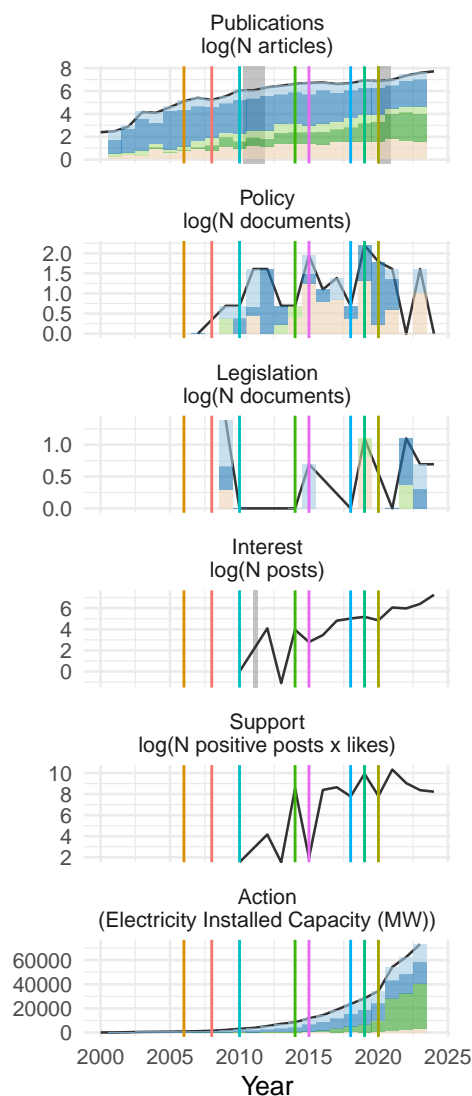 Publications
log(N articles)
8
6
4
2
0
Policy
log(N documents)
2.0
1.5
1.0
0.5
0.0
Legislation
log(N documents)
1.0
0.5
0.0
Interest
log(N posts)
6
4
2
0
Support
log(N positive posts x likes)
10
8
6
4
2
Action
(Electricity Installed Capacity (MW))
60000
40000
20000
0
2000 2005 2010 2015 2020 2025
Year